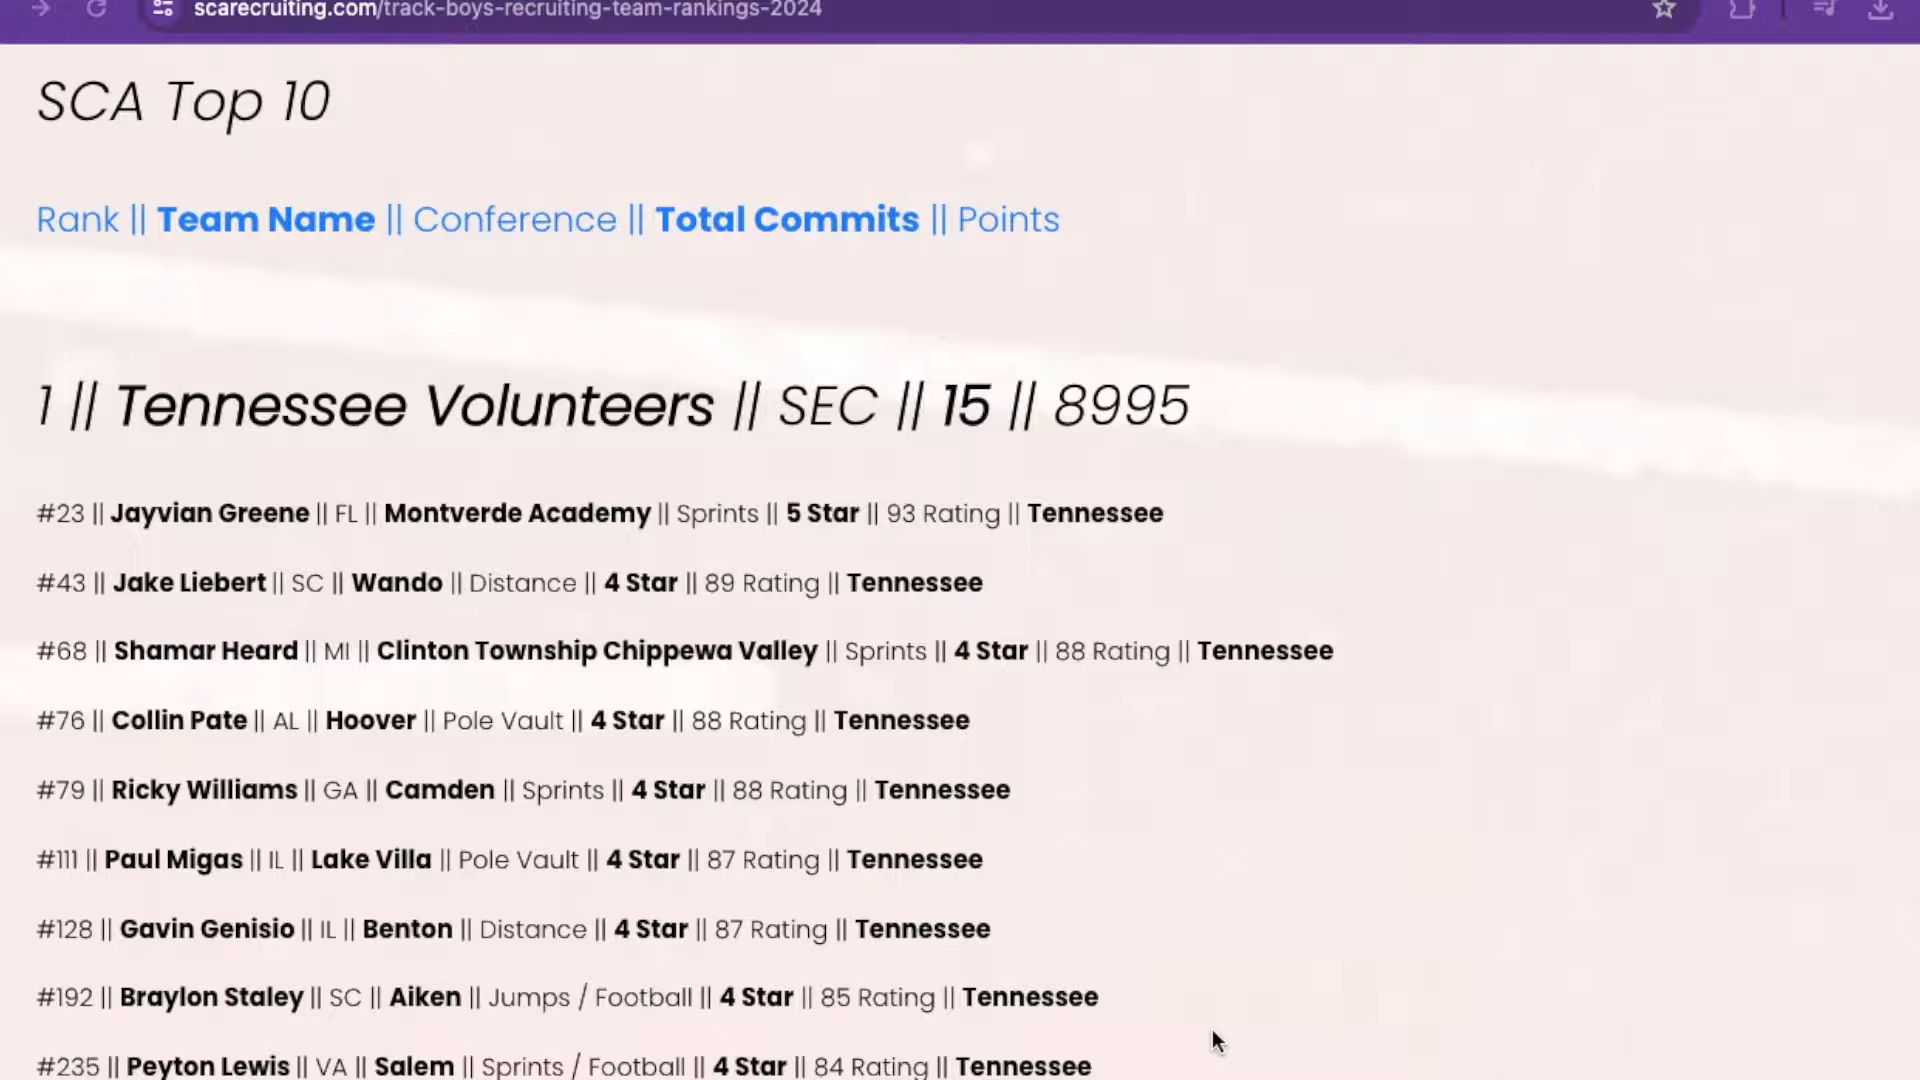 scarecruiting.com/track-boys-recruiting-team-rankings-2024
SCA Top 10
Rank || Team Name || Conference || Total Commits || Points
1 || Tennessee Volunteers || SEC || 15 || 8995
#23 || Jayvian Greene || FL || Montverde Academy || Sprints || 5 Star || 93 Rating || Tennessee
#43 || Jake Liebert || SC || Wando || Distance || 4 Star || 89 Rating || Tennessee
#68 || Shamar Heard || MI || Clinton Township Chippewa Valley || Sprints || 4 Star || 88 Rating || Tennessee
#76 || Collin Pate || AL || Hoover || Pole Vault || 4 Star || 88 Rating || Tennessee
#79 || Ricky Williams || GA || Camden || Sprints || 4 Star || 88 Rating || Tennessee
#111 || Paul Migas || IL || Lake Villa || Pole Vault || 4 Star || 87 Rating || Tennessee
#128 || Gavin Genisio || IL || Benton || Distance || 4 Star || 87 Rating || Tennessee
#192 || Braylon Staley || SC || Aiken || Jumps / Football || 4 Star || 85 Rating || Tennessee
#235 || Peyton Lewis || VA || Salem || Sprints / Football || 4 Star || 84 Rating || Tennessee